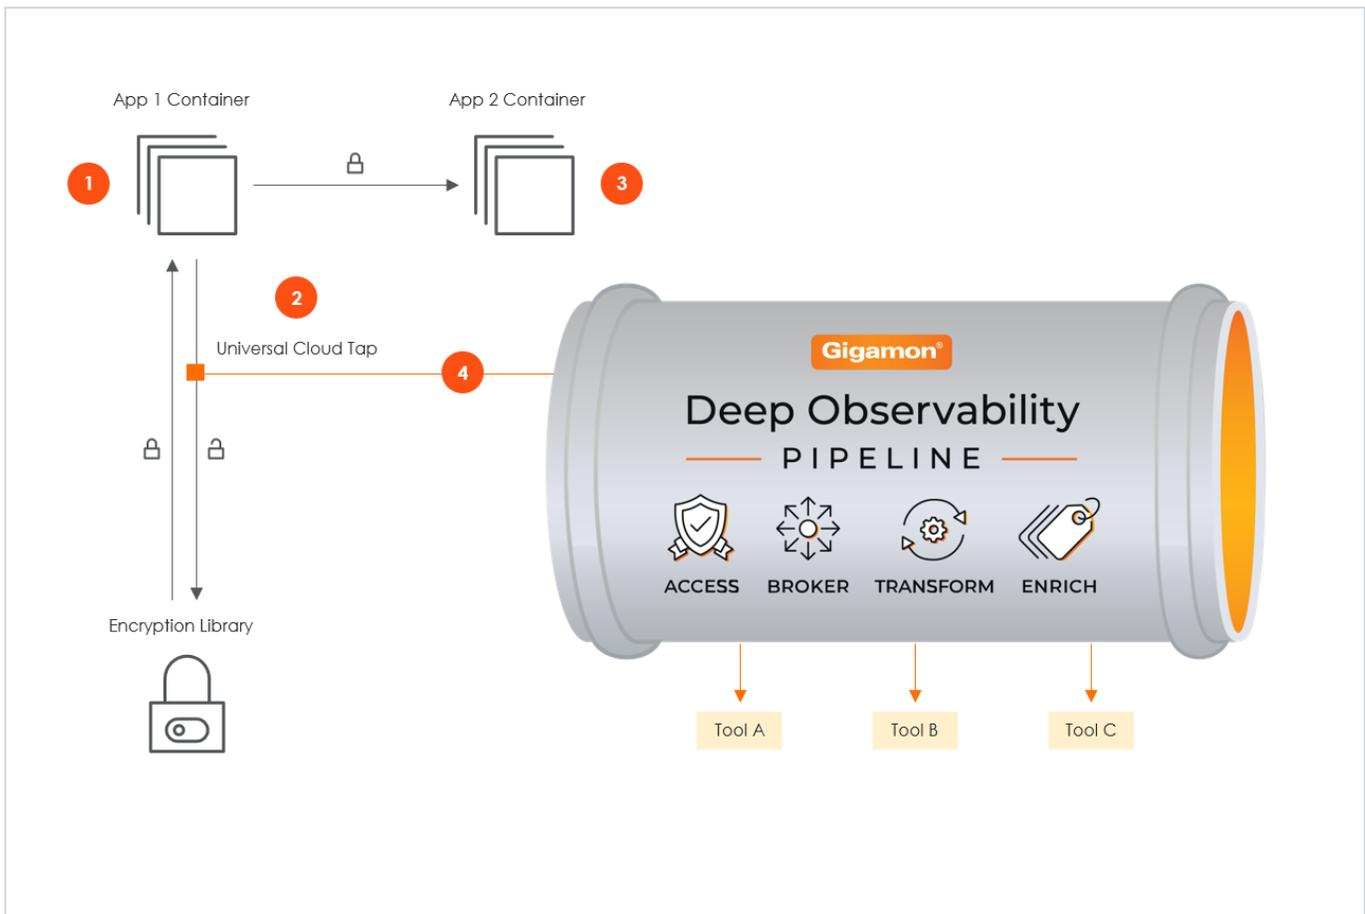 App 1 Container
App 2 Container
1
3
2
Universal Cloud Tap
4
Gigamon®
Deep Observability
PIPELINE
ACCESS
BROKER
TRANSFORM
ENRICH
Encryption Library
Tool A
Tool B
Tool C